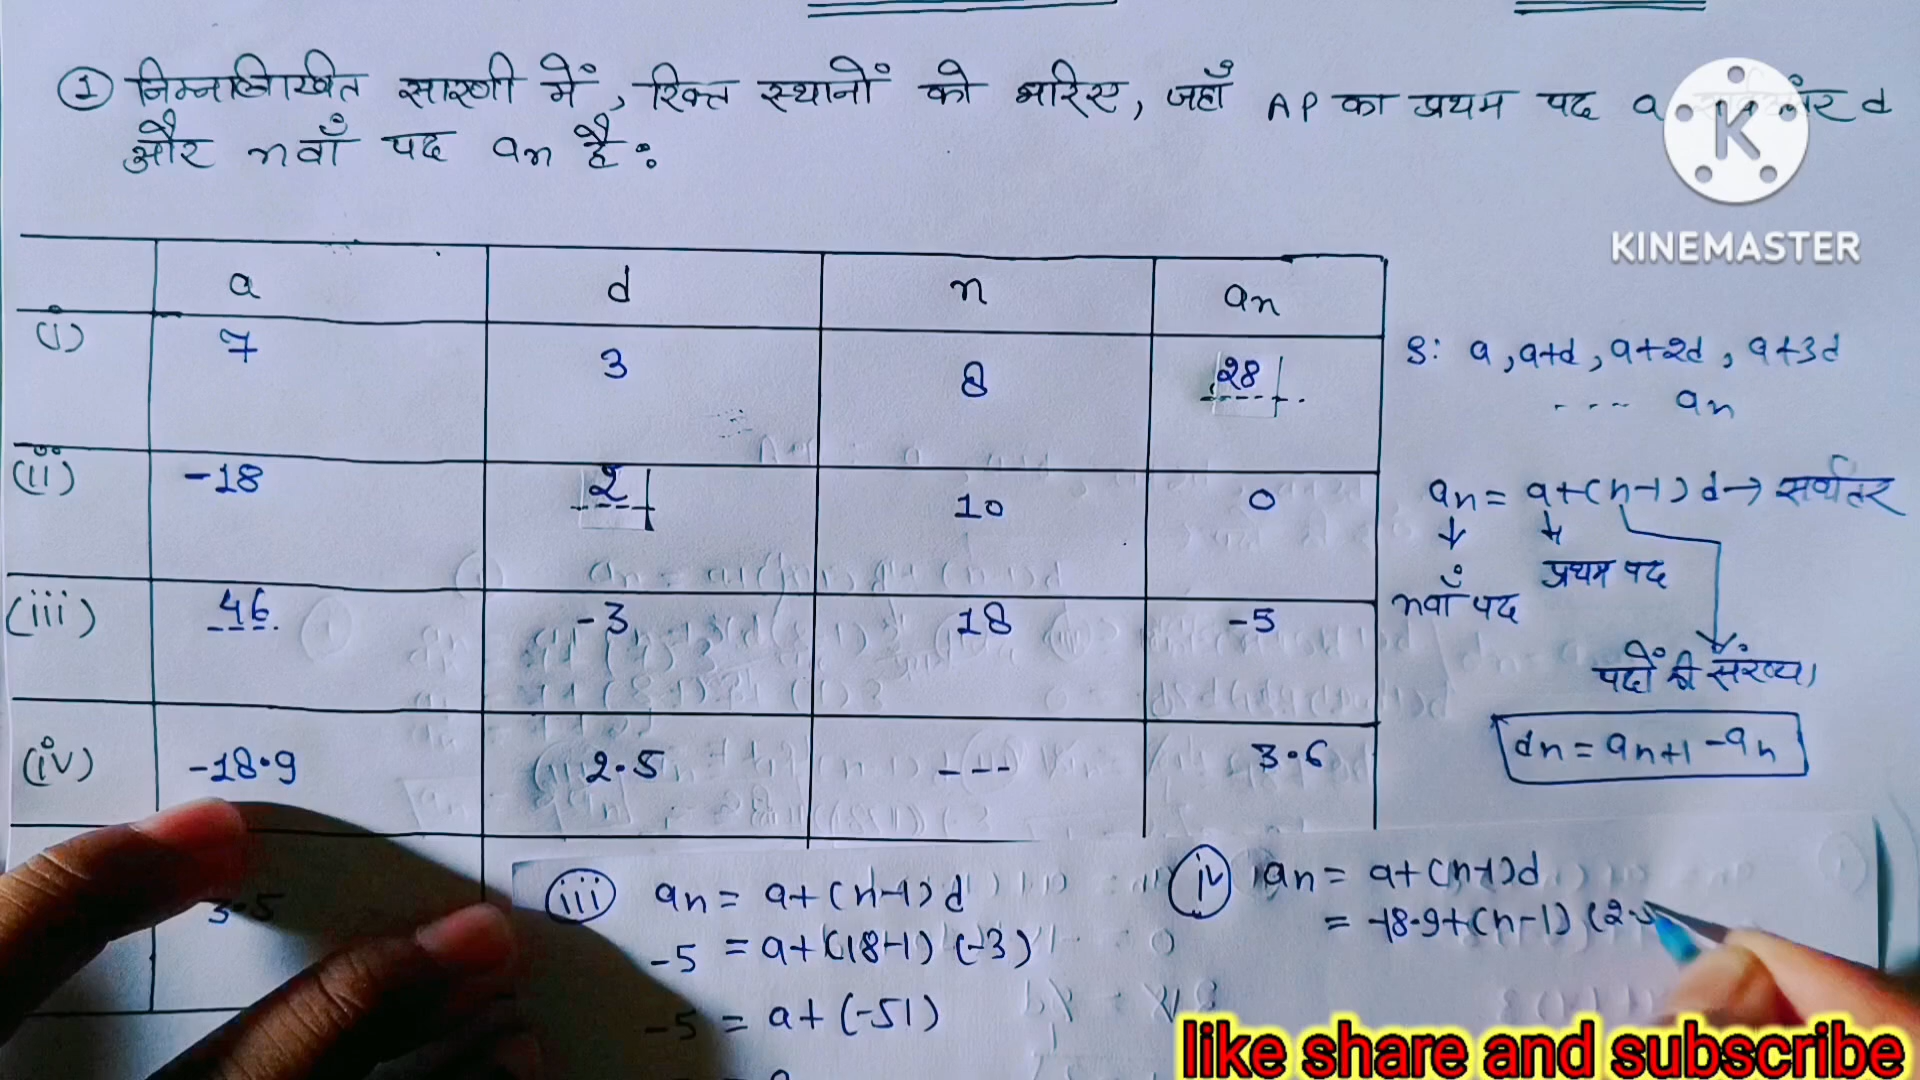 ① निम्नलिखित सारणी में, रिक्त स्थानों को भरिए, जहाँ AP का प्रथम पद a d
और nवाँ पद an है:
KINEMASTER
a d n an
(i) 7 3 8 28
(ii) -18 2 10 0
(iii) 46 -3 18 -5
(iv) -18.9 2.5 --- 3.6
3.5
S: a, a+d, a+2d, a+3d
---- an
an = a+(n-1) d → सर्वांतर
nवाँ पद
प्रथम पद
पदों की संख्या
dn = an+1 - an
(iii) an = a+(n-1) d
-5 = a+(18-1) (-3)
-5 = a+(-51)
(iv) an = a+(n-1)d
= -18.9+(n-1) (2.
like share and subscribe